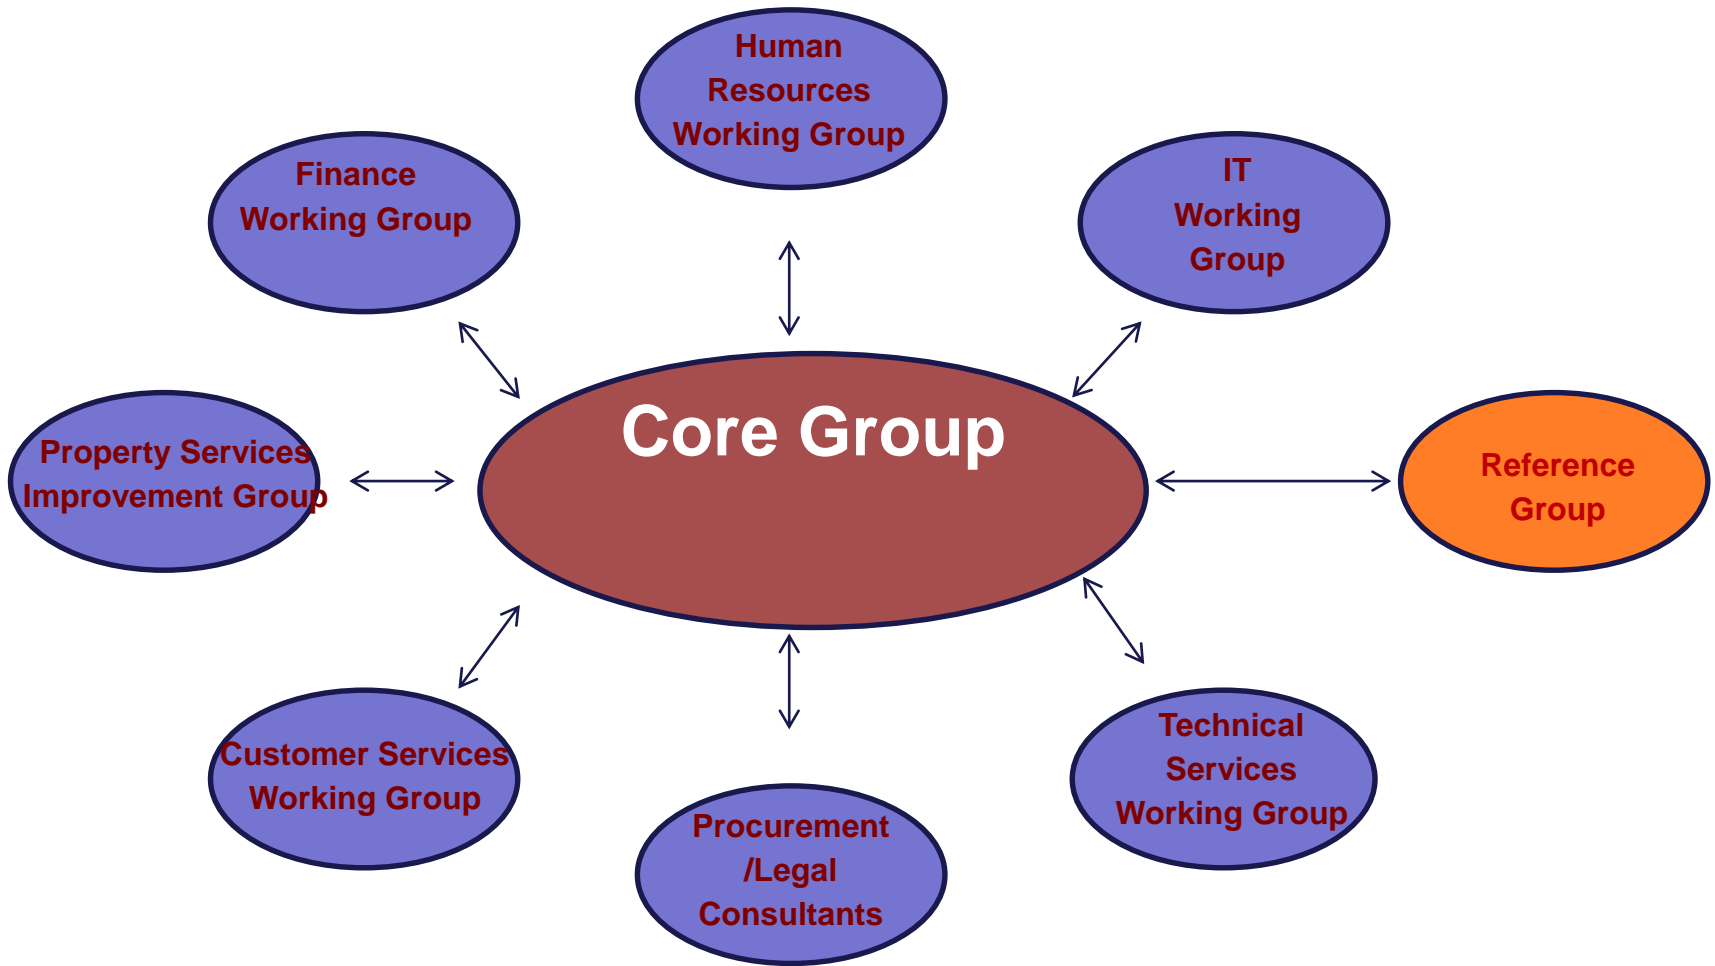 Human
Resources
Working Group
Finance
Working Group
IT
Working
Group
Core Group
Property Services
Improvement Group
Reference
Group
Customer Services
Working Group
Technical
Services
Working Group
Procurement
/Legal
Consultants